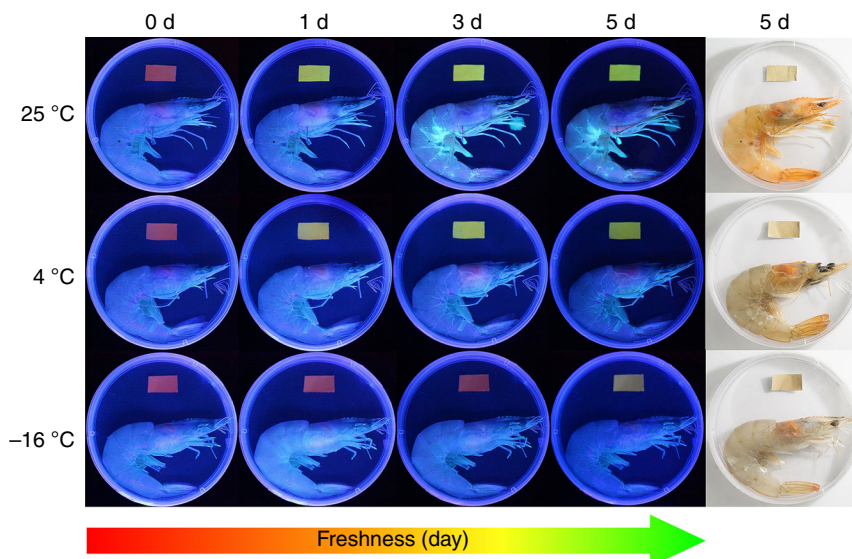 0 d 1 d 3 d 5 d 5 d
25 °C
4 °C
–16 °C
Freshness (day)